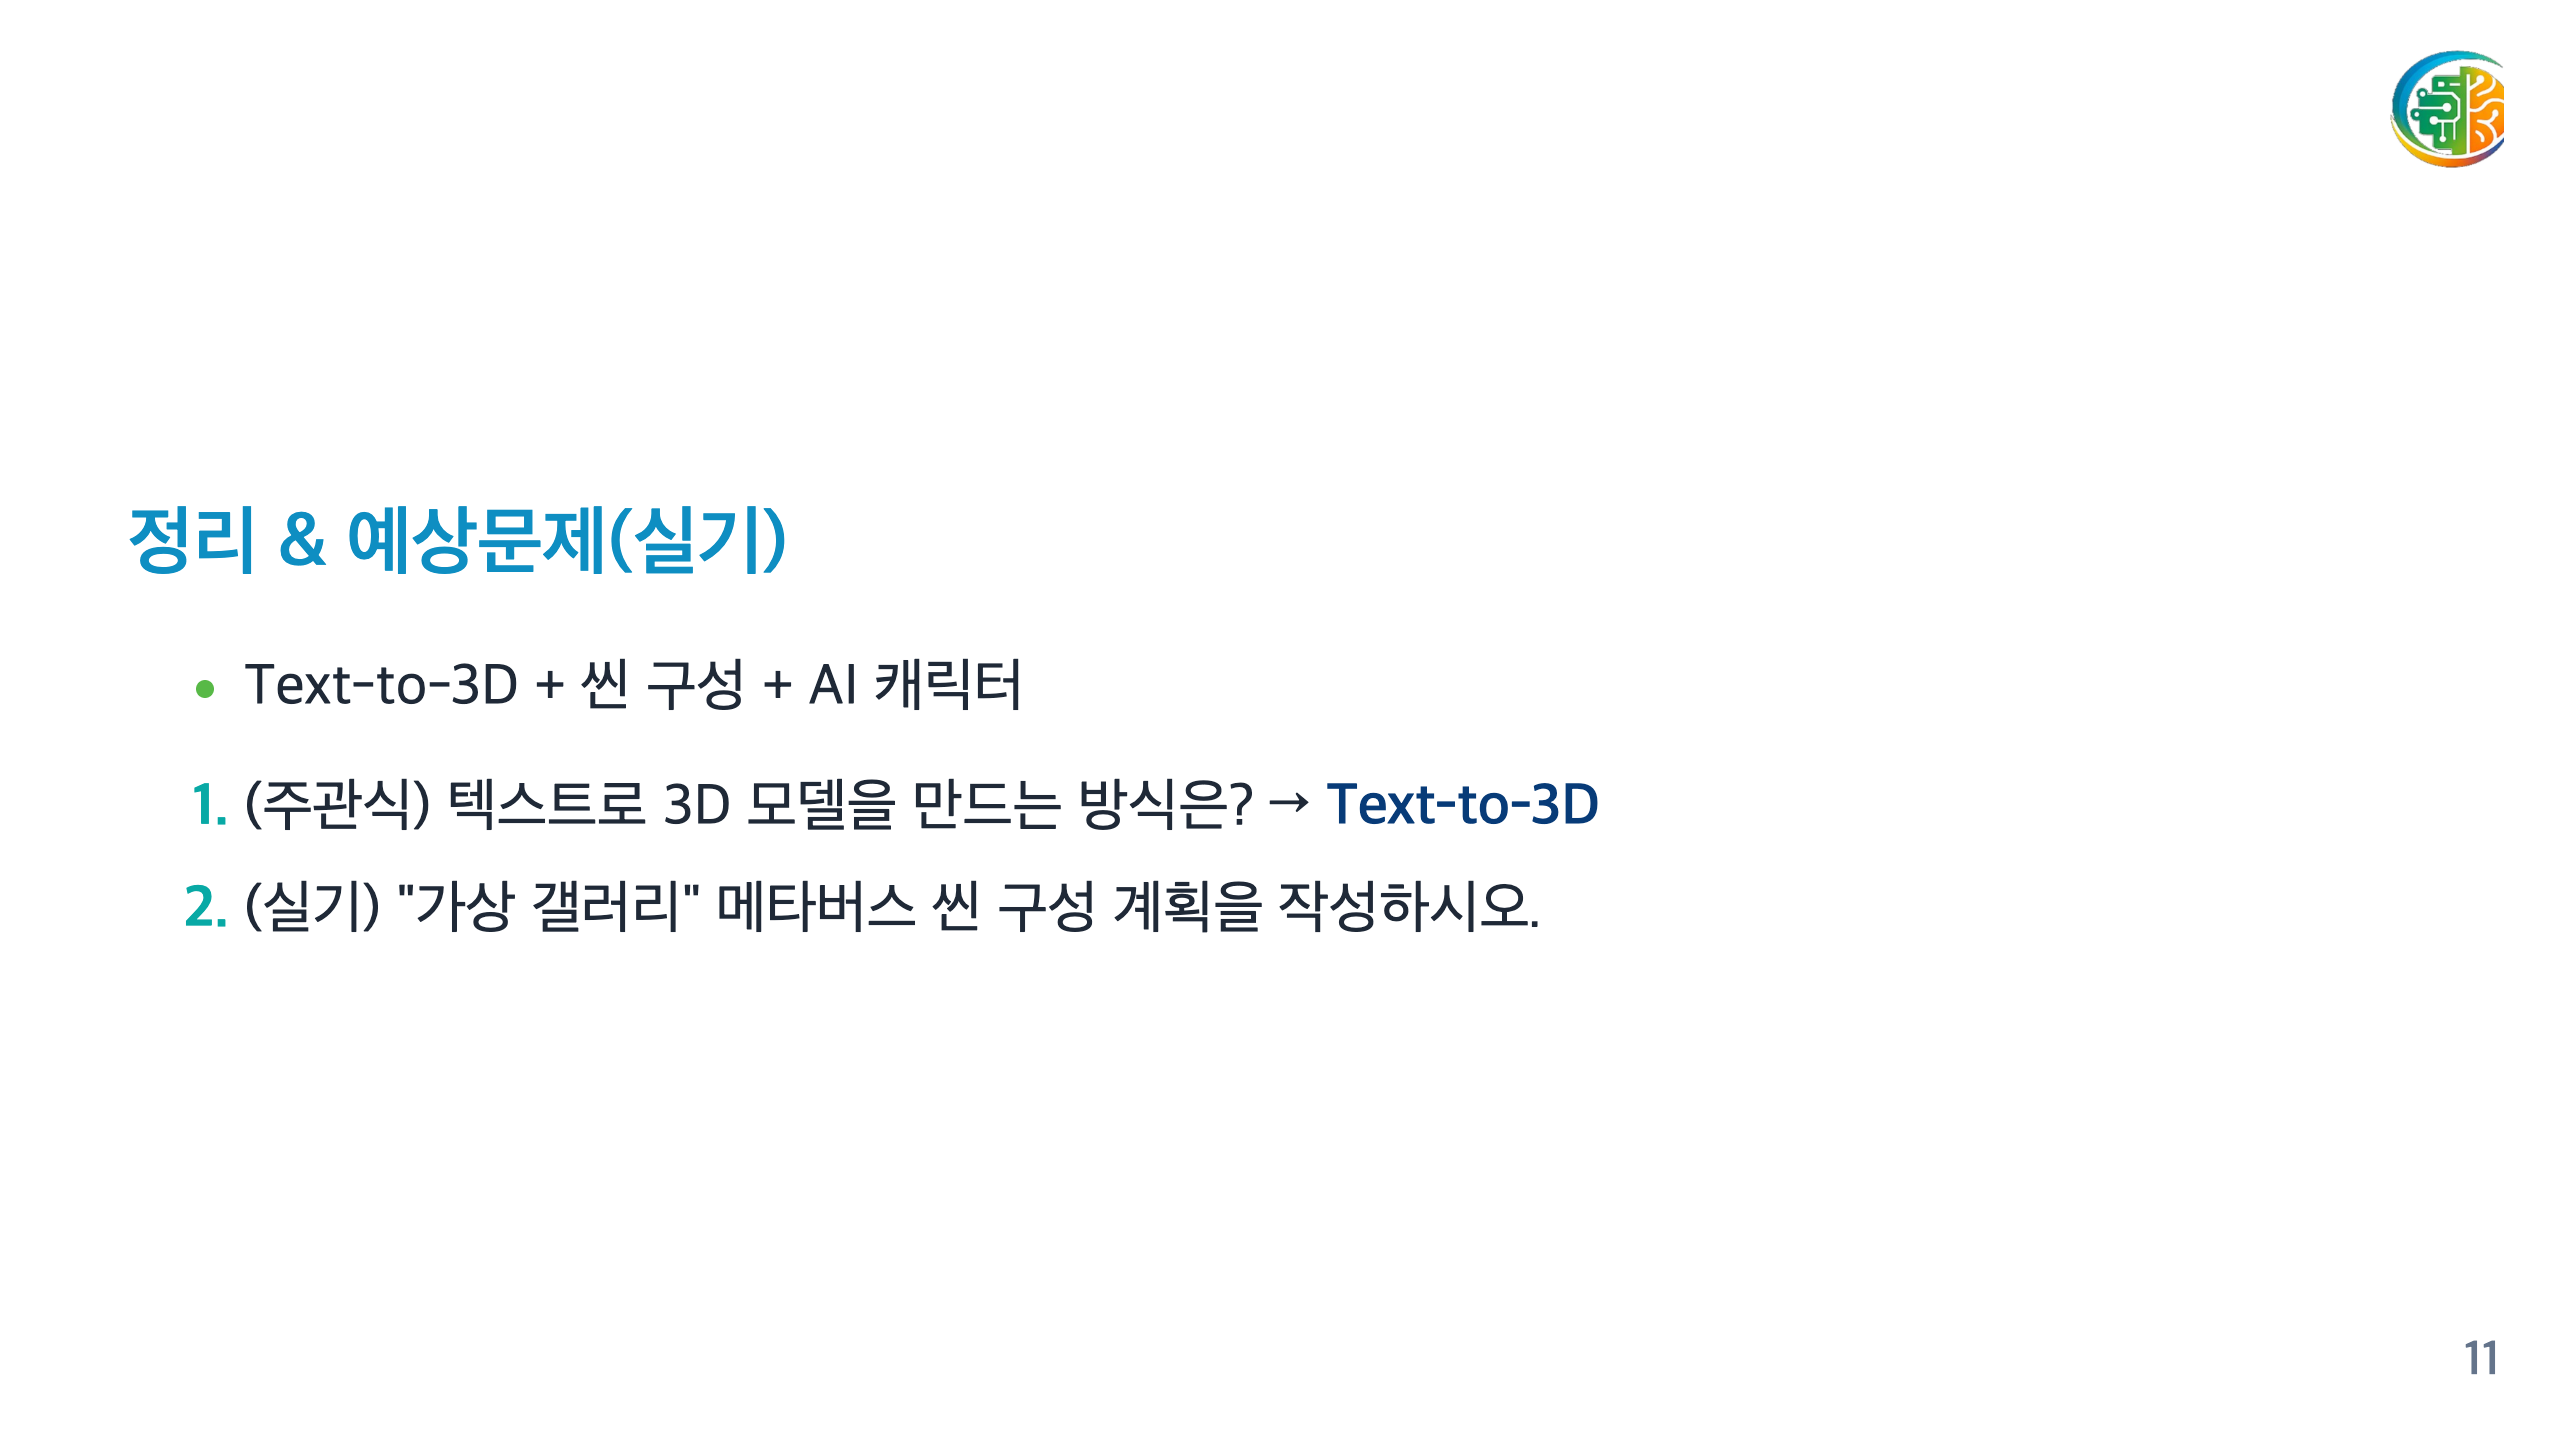 정리 & 예상문제(실기)
• Text-to-3D + 씬 구성 + AI 캐릭터
1. (주관식) 텍스트로 3D 모델을 만드는 방식은? → Text-to-3D
2. (실기) "가상 갤러리" 메타버스 씬 구성 계획을 작성하시오.
11